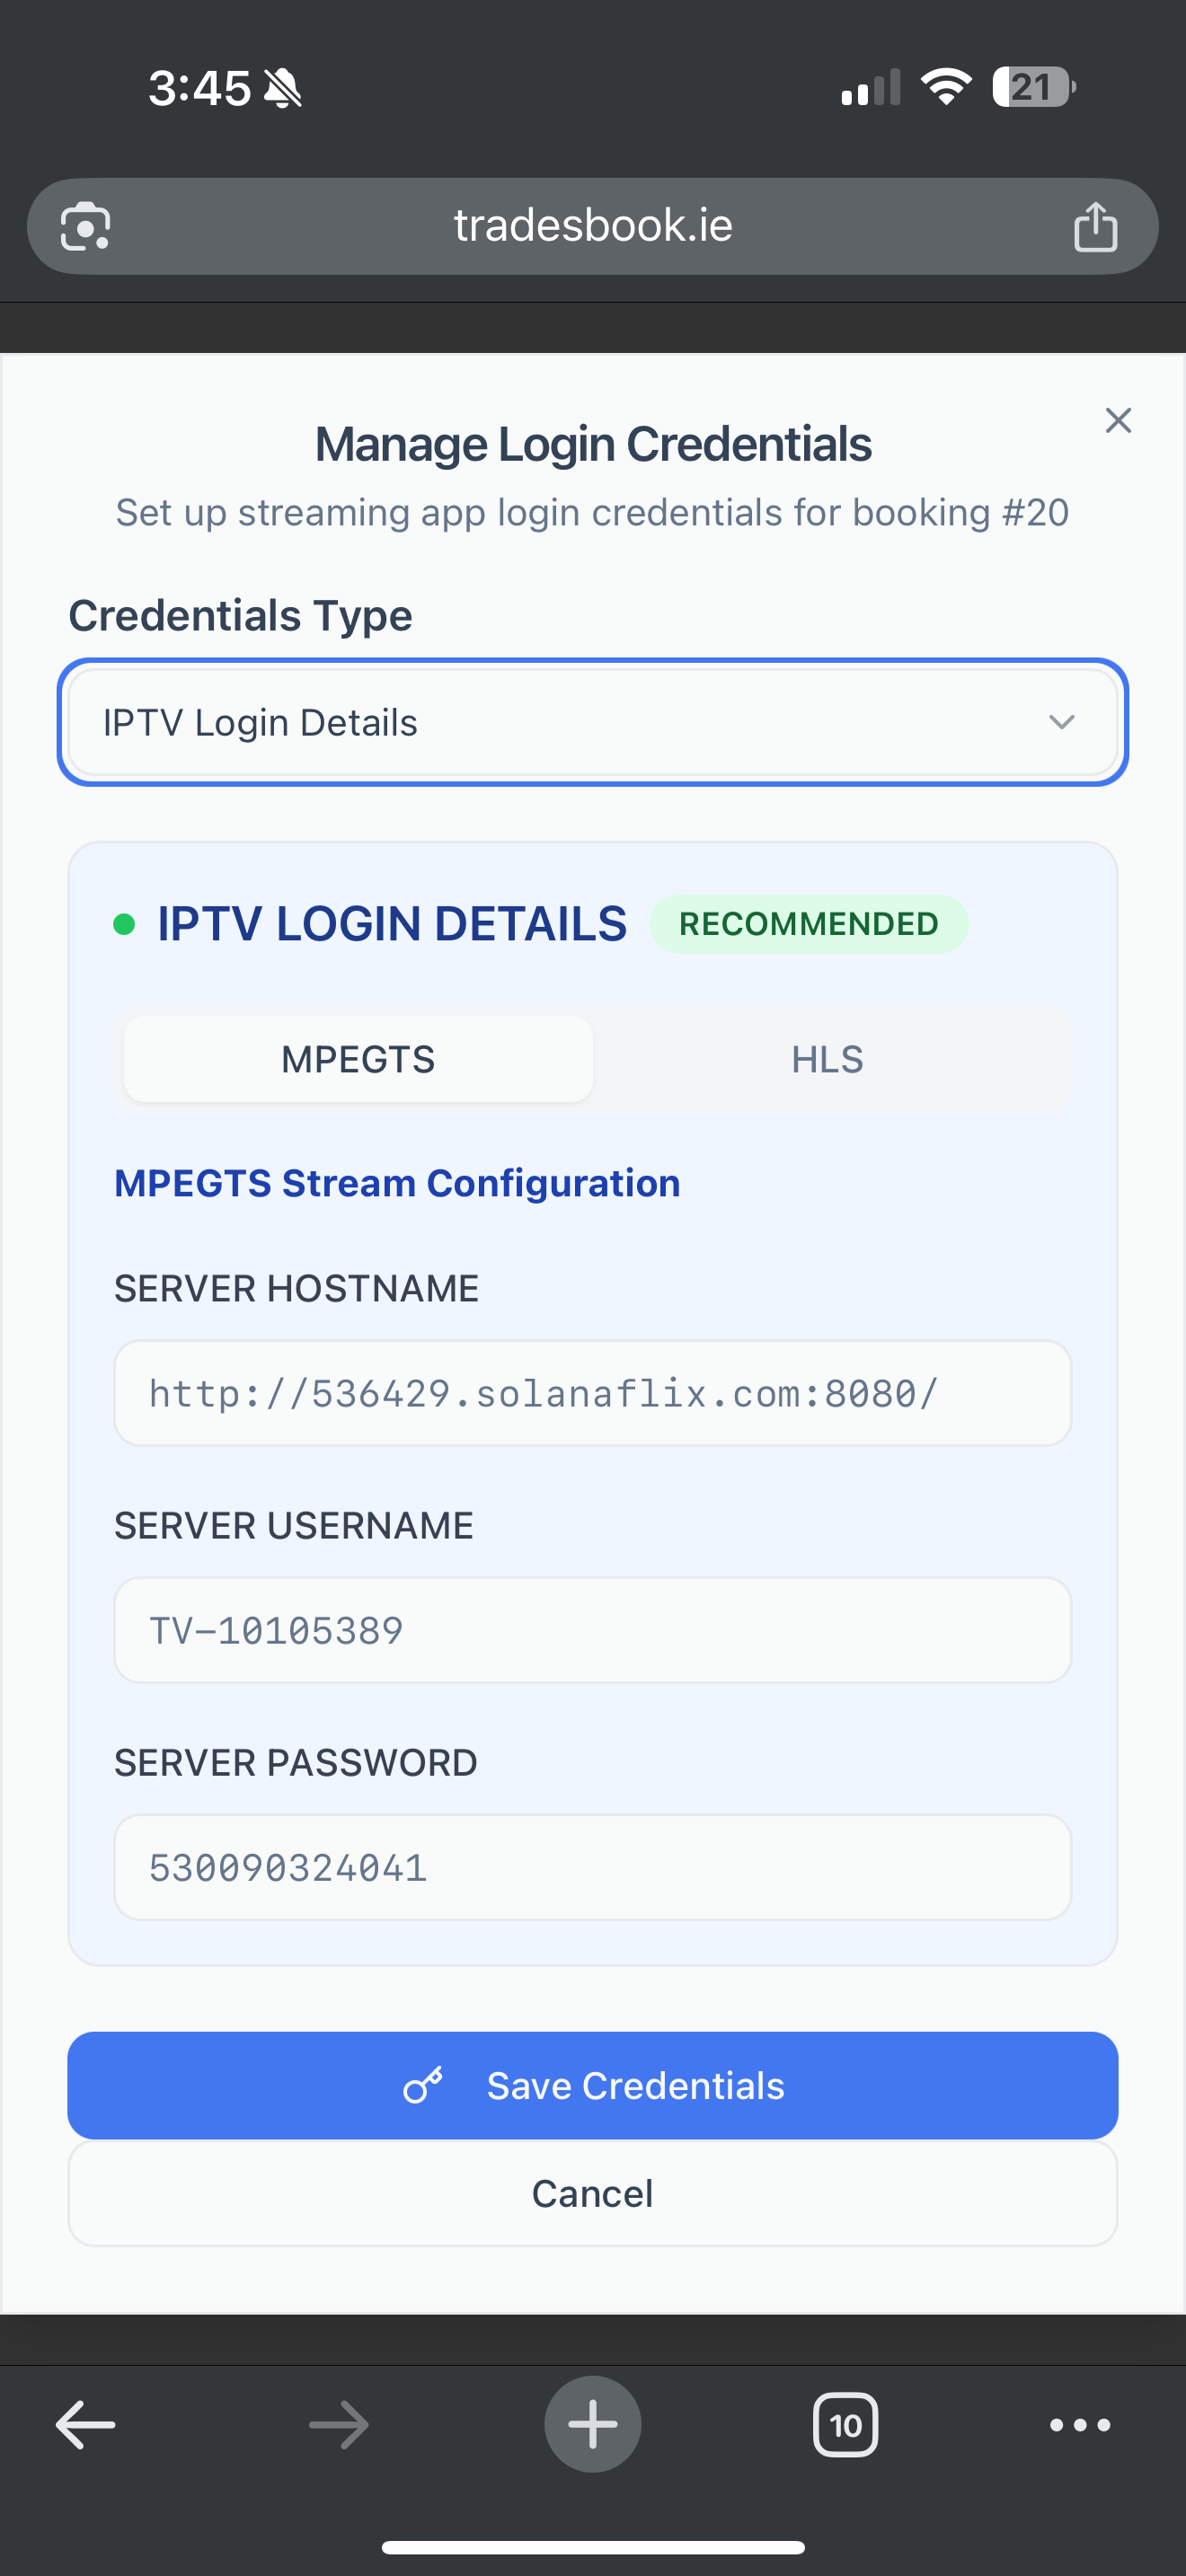 3:45
21
tradesbook.ie
Manage Login Credentials
Set up streaming app login credentials for booking #20
Credentials Type
IPTV Login Details
IPTV LOGIN DETAILS RECOMMENDED
MPEGTS HLS
MPEGTS Stream Configuration
SERVER HOSTNAME
http://536429.solanaflix.com:8080/
SERVER USERNAME
TV-10105389
SERVER PASSWORD
530090324041
Save Credentials
Cancel
10